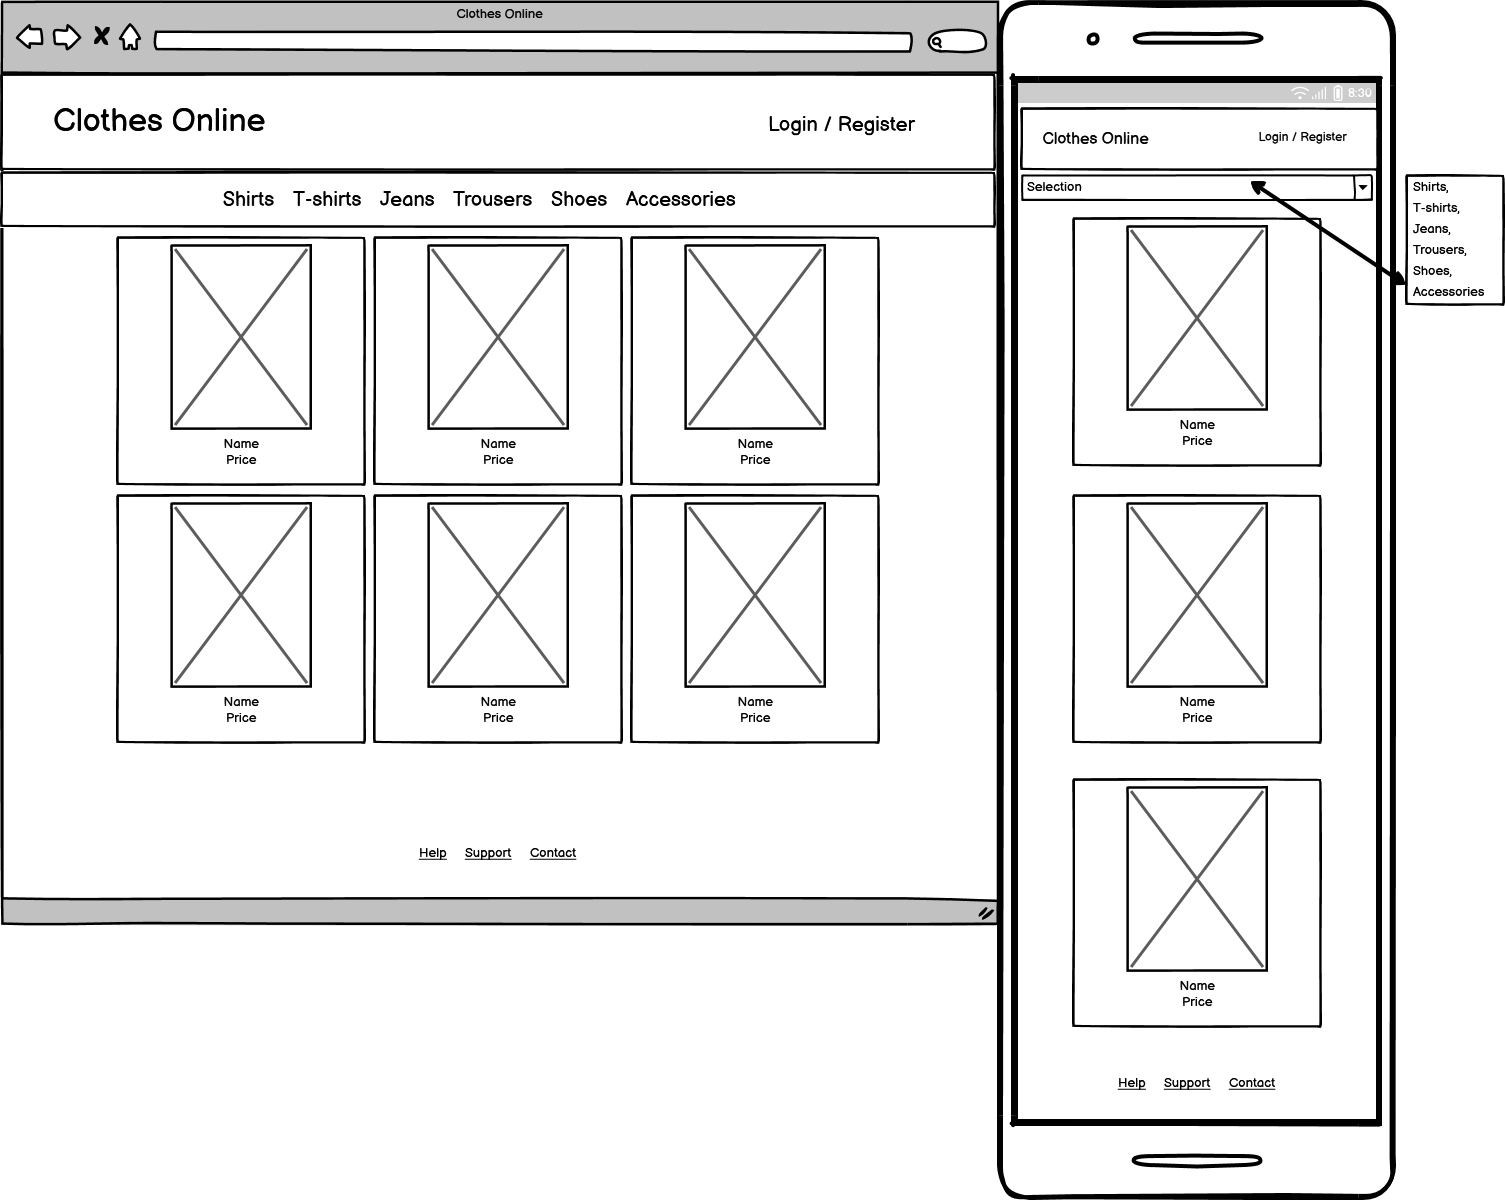 Clothes Online
Clothes Online
Login / Register
Shirts T-shirts Jeans Trousers Shoes Accessories
Name
Price
Name
Price
Name
Price
Name
Price
Name
Price
Name
Price
Help Support Contact
8:30
Clothes Online
Login / Register
Selection
Name
Price
Name
Price
Name
Price
Help Support Contact
Shirts,
T-shirts,
Jeans,
Trousers,
Shoes,
Accessories